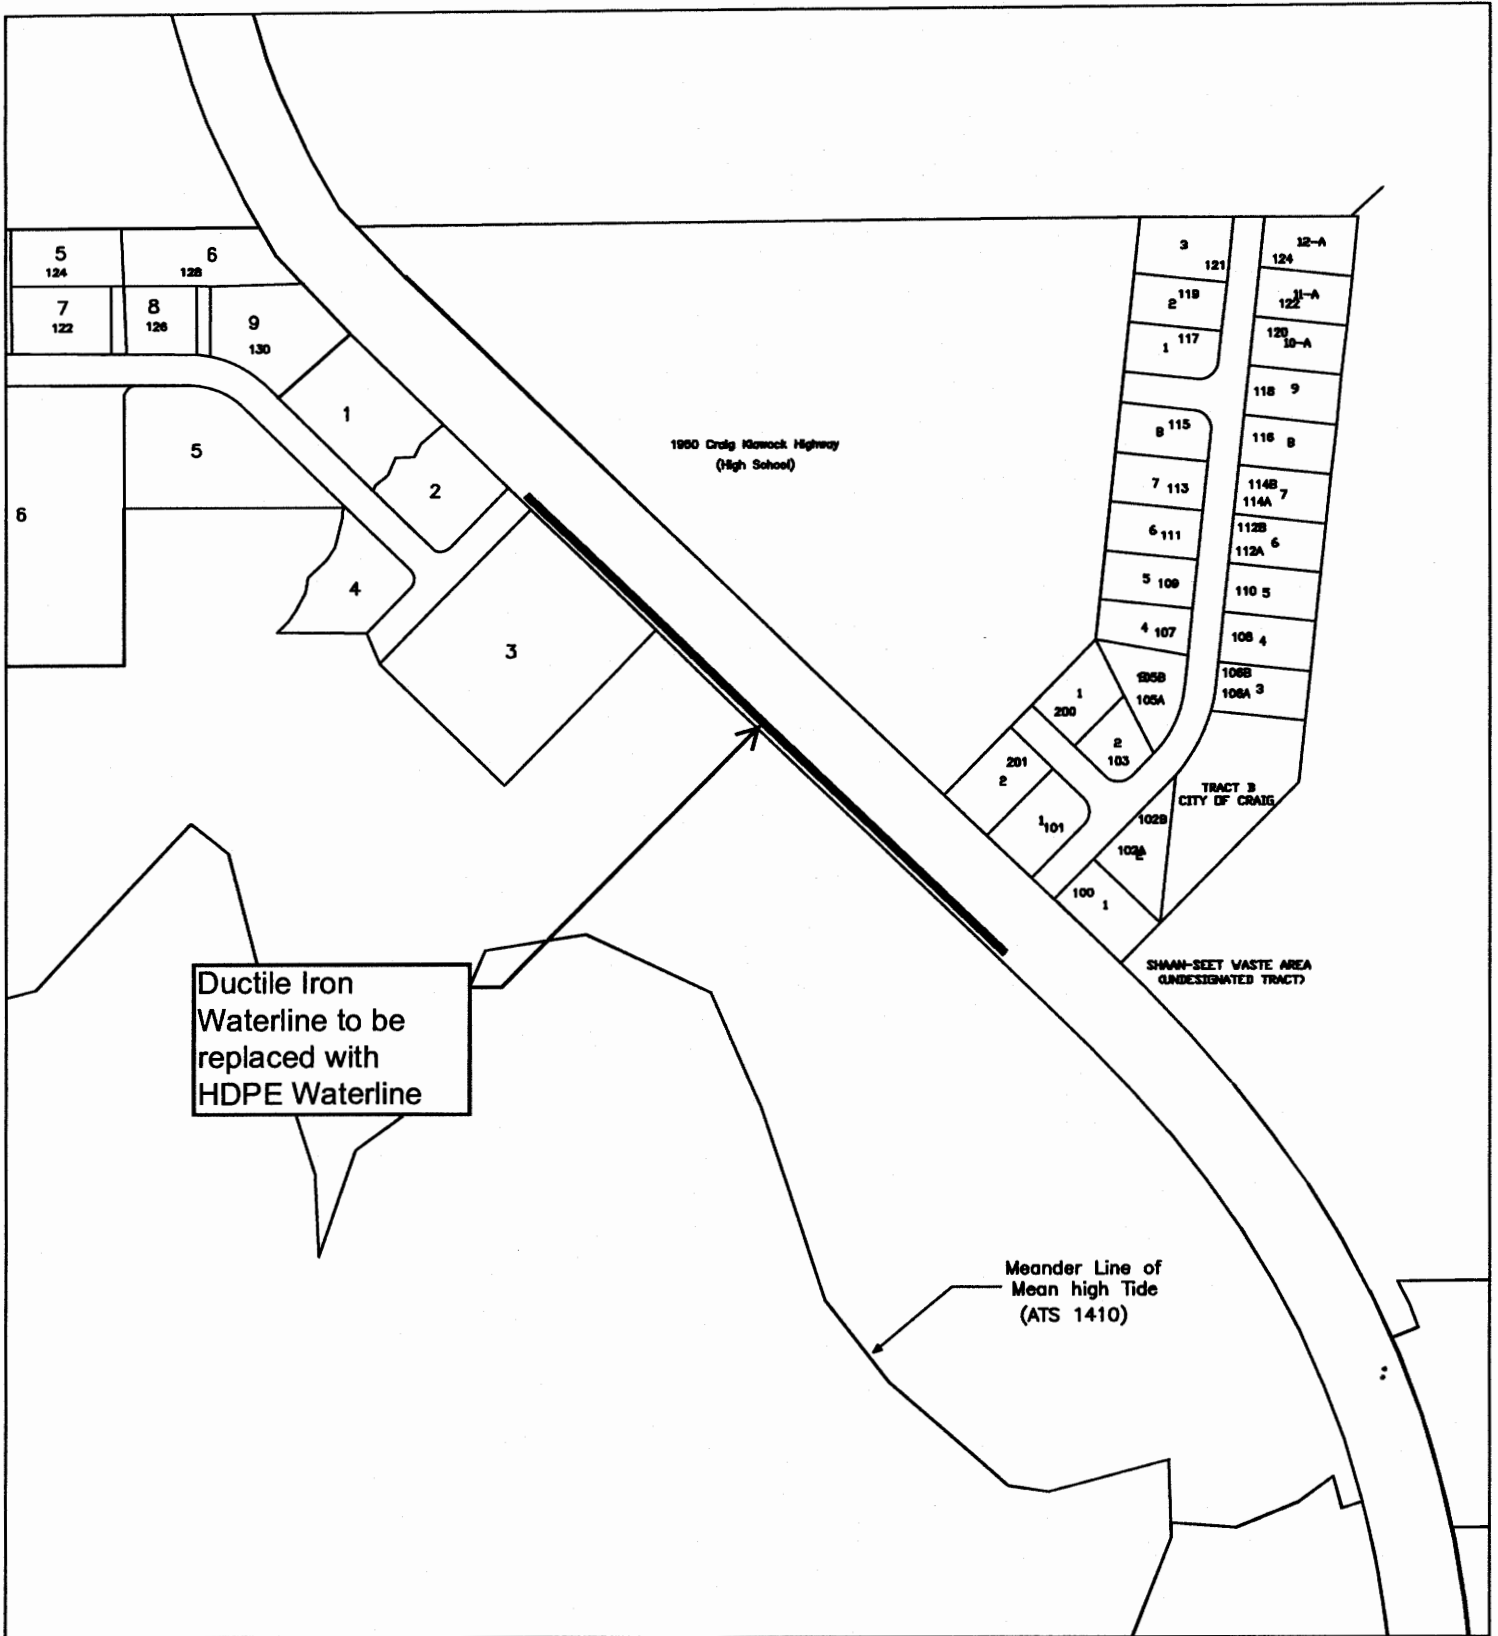 5
124
6
128
7
122
8
126
9
130
1
2
5
6
4
3
1960 Craig Klawock Highway
(High School)
3
121
2 119
1 117
8 115
7 113
6 111
5 109
4 107
105B
105A
1
200
2
103
201
2
1 101
12-A
124
11-A
122
120
10-A
118 9
116 8
114B
114A 7
112B
112A 6
110 5
108 4
106B
106A 3
TRACT B
CITY OF CRAIG
102B
102A
2
100 1
SHAAN-SEET WASTE AREA
(UNDESIGNATED TRACT)
Ductile Iron
Waterline to be
replaced with
HDPE Waterline
Meander Line of
Mean high Tide
(ATS 1410)